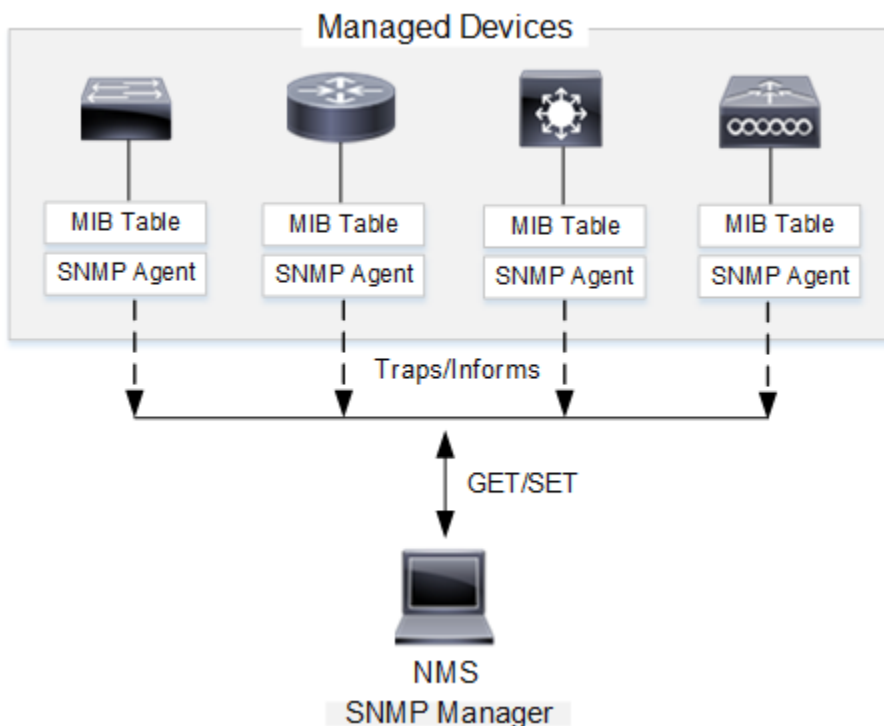 Managed Devices
MIB Table
MIB Table
MIB Table
MIB Table
SNMP Agent
SNMP Agent
SNMP Agent
SNMP Agent
Traps/Informs
GET/SET
NMS
SNMP Manager